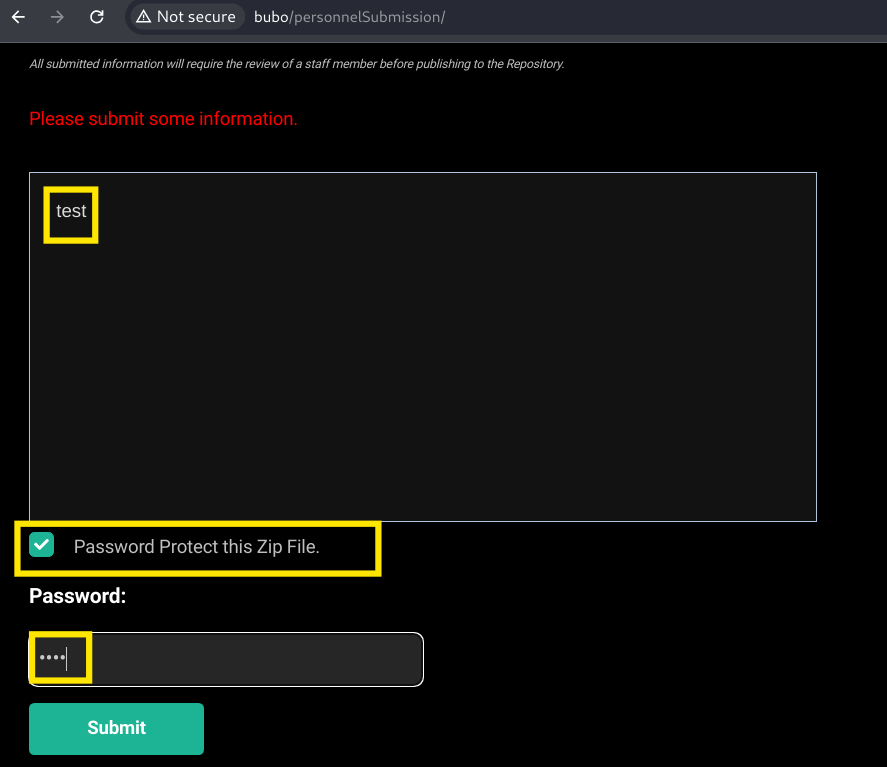 Not secure bubo/personnelSubmission/
All submitted information will require the review of a staff member before publishing to the Repository.
Please submit some information.
test
Password Protect this Zip File.
Password:
••••
Submit